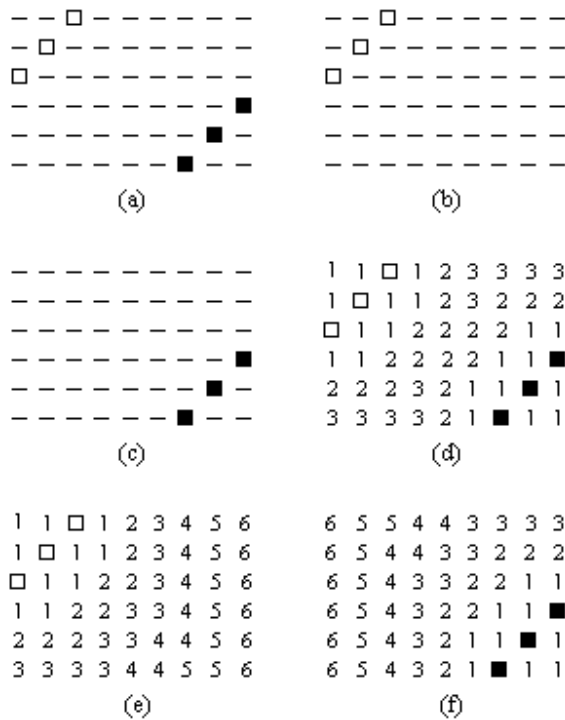 — — □ — — — — — —
— □ — — — — — — —
□ — — — — — — — —
— — — — — — — — ■
— — — — — — — ■ —
— — — — — — ■ — —
(a)
— — □ — — — — — —
— □ — — — — — — —
□ — — — — — — — —
— — — — — — — — —
— — — — — — — — —
— — — — — — — — —
(b)
— — — — — — — — —
— — — — — — — — —
— — — — — — — — —
— — — — — — — — ■
— — — — — — — ■ —
— — — — — — ■ — —
(c)
1 1 □ 1 2 3 3 3 3
1 □ 1 1 2 3 2 2 2
□ 1 1 2 2 2 2 1 1
1 1 2 2 2 2 1 1 ■
2 2 2 3 2 1 1 ■ 1
3 3 3 3 2 1 ■ 1 1
(d)
1 1 □ 1 2 3 4 5 6
1 □ 1 1 2 3 4 5 6
□ 1 1 2 2 3 4 5 6
1 1 2 2 3 3 4 5 6
2 2 2 3 3 4 4 5 6
3 3 3 3 4 4 5 5 6
(e)
6 5 5 4 4 3 3 3 3
6 5 4 4 3 3 2 2 2
6 5 4 3 3 2 2 1 1
6 5 4 3 2 2 1 1 ■
6 5 4 3 2 1 1 ■ 1
6 5 4 3 2 1 ■ 1 1
(f)